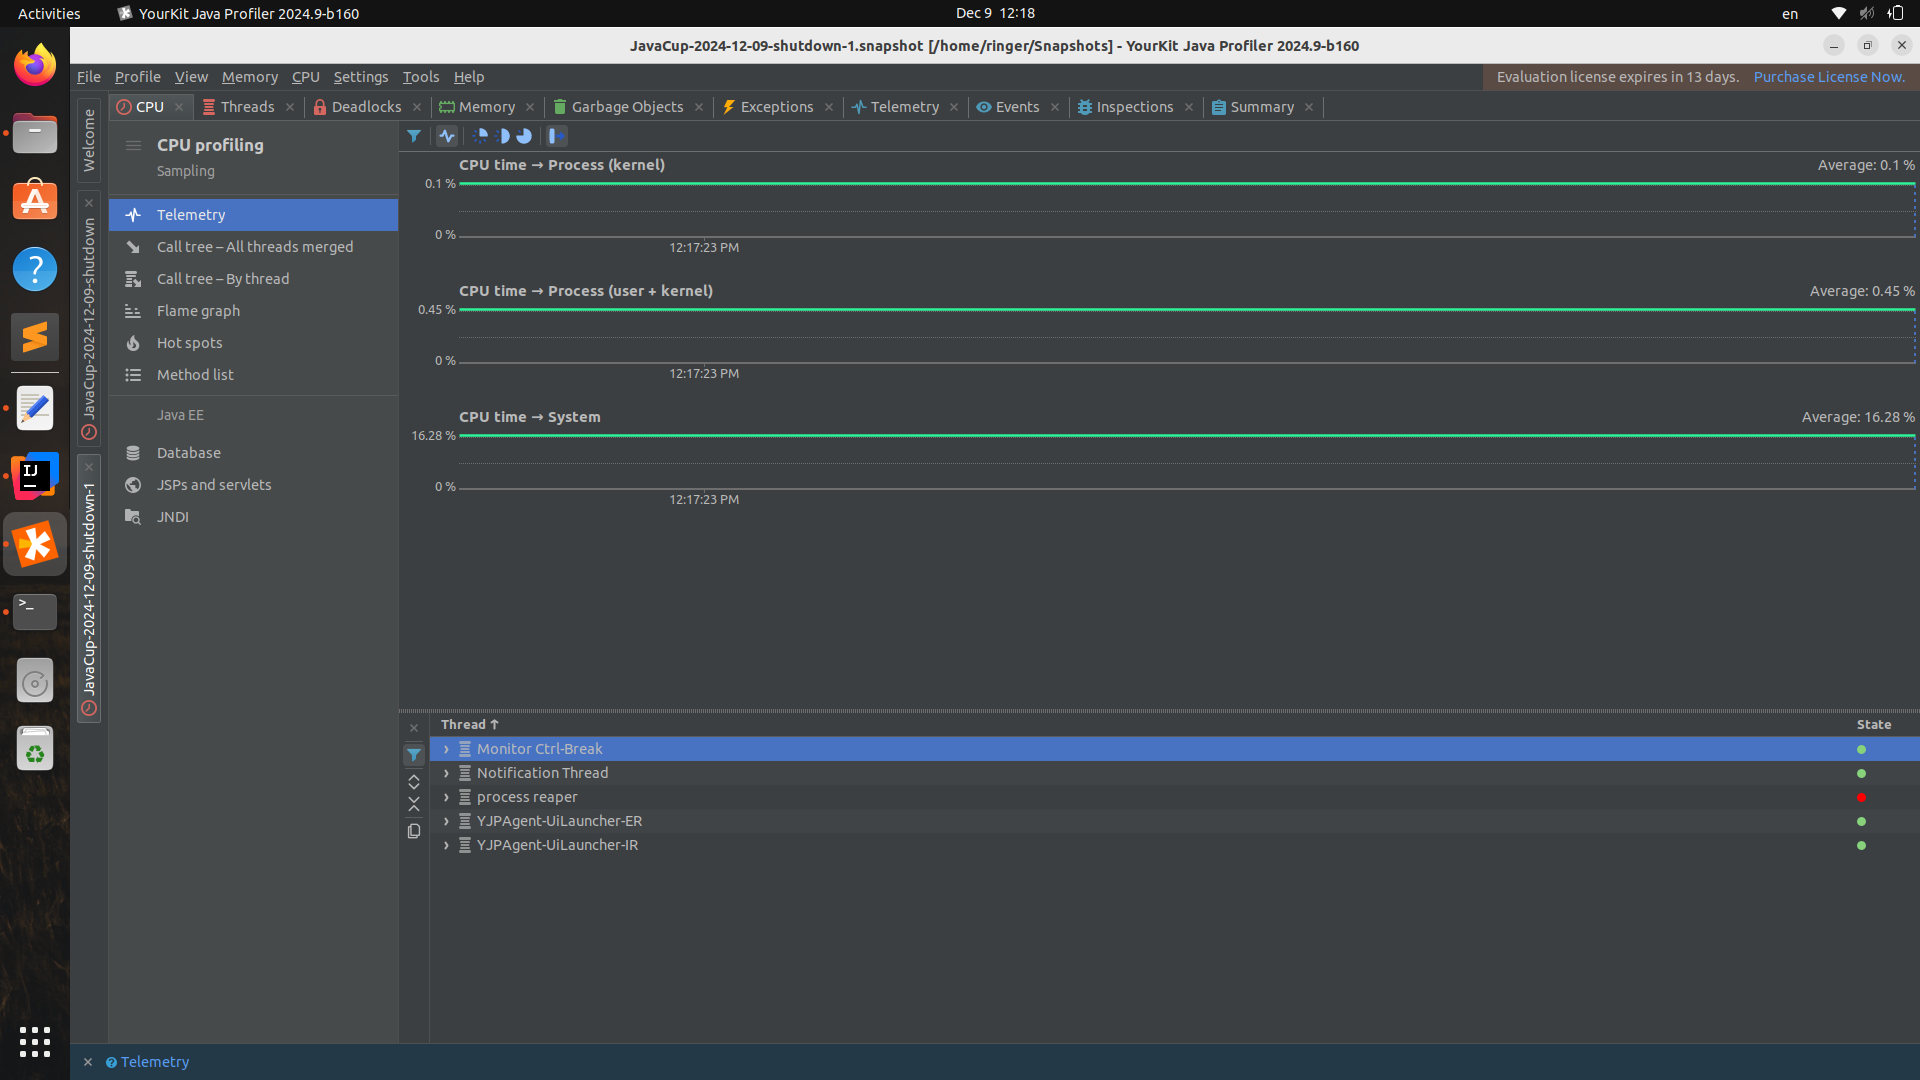 Activities
YourKit Java Profiler 2024.9-b160
Dec 9 12:18
en
JavaCup-2024-12-09-shutdown-1.snapshot [/home/ringer/Snapshots] - YourKit Java Profiler 2024.9-b160
File Profile View Memory CPU Settings Tools Help
Evaluation license expires in 13 days. Purchase License Now.
CPU Threads Deadlocks Memory Garbage Objects Exceptions Telemetry Events Inspections Summary
Welcome
JavaCup-2024-12-09-shutdown
JavaCup-2024-12-09-shutdown-1
CPU profiling
Sampling
Telemetry
Call tree – All threads merged
Call tree – By thread
Flame graph
Hot spots
Method list
Java EE
Database
JSPs and servlets
JNDI
CPU time → Process (kernel)
Average: 0.1 %
0.1 %
0 %
12:17:23 PM
CPU time → Process (user + kernel)
Average: 0.45 %
0.45 %
0 %
12:17:23 PM
CPU time → System
Average: 16.28 %
16.28 %
0 %
12:17:23 PM
Thread ↑
State
Monitor Ctrl-Break
Notification Thread
process reaper
YJPAgent-UiLauncher-ER
YJPAgent-UiLauncher-IR
IJ
>_
? Telemetry